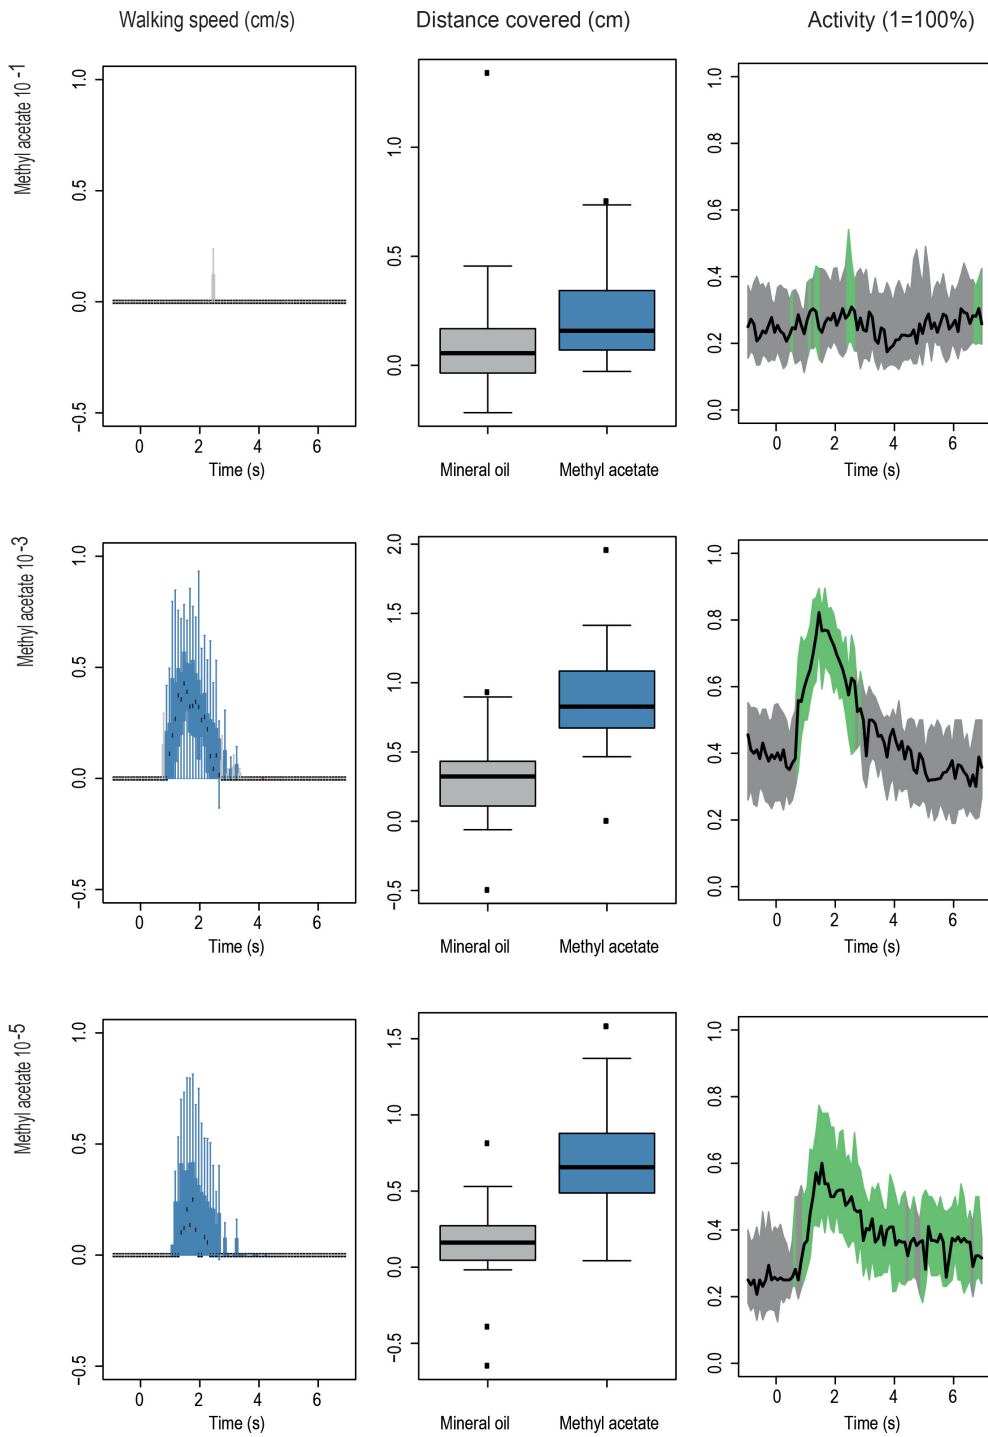 Walking speed (cm/s)
Distance covered (cm)
Activity (1=100%)
Methyl acetate 10-1
1.0
0.5
0.0
−0.5
0 2 4 6
Time (s)
1.0
0.5
0.0
Mineral oil Methyl acetate
1.0
0.8
0.6
0.4
0.2
0.0
0 2 4 6
Time (s)
Methyl acetate 10-3
1.0
0.5
0.0
−0.5
0 2 4 6
Time (s)
2.0
1.5
1.0
0.5
0.0
−0.5
Mineral oil Methyl acetate
1.0
0.8
0.6
0.4
0.2
0.0
0 2 4 6
Time (s)
Methyl acetate 10-5
1.0
0.5
0.0
−0.5
0 2 4 6
Time (s)
1.5
1.0
0.5
0.0
−0.5
Mineral oil Methyl acetate
1.0
0.8
0.6
0.4
0.2
0.0
0 2 4 6
Time (s)